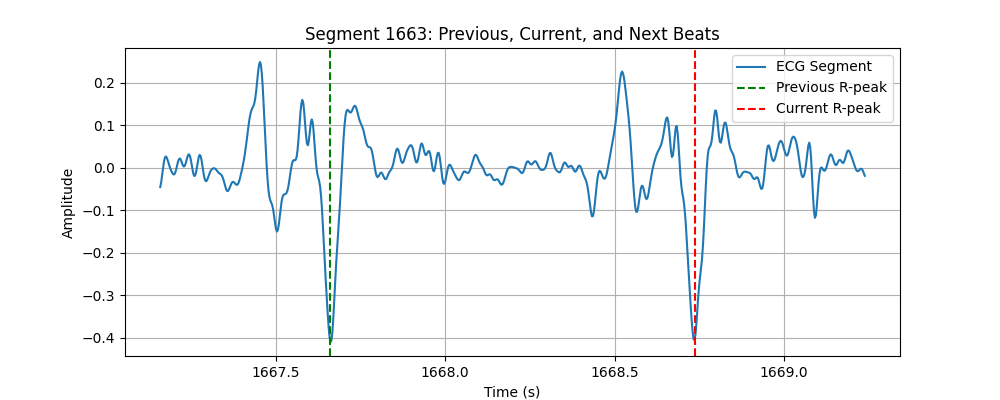 Segment 1663: Previous, Current, and Next Beats
ECG Segment
Previous R-peak
Current R-peak
0.2
0.1
0.0
−0.1
−0.2
−0.3
−0.4
Amplitude
1667.5
1668.0
1668.5
1669.0
Time (s)